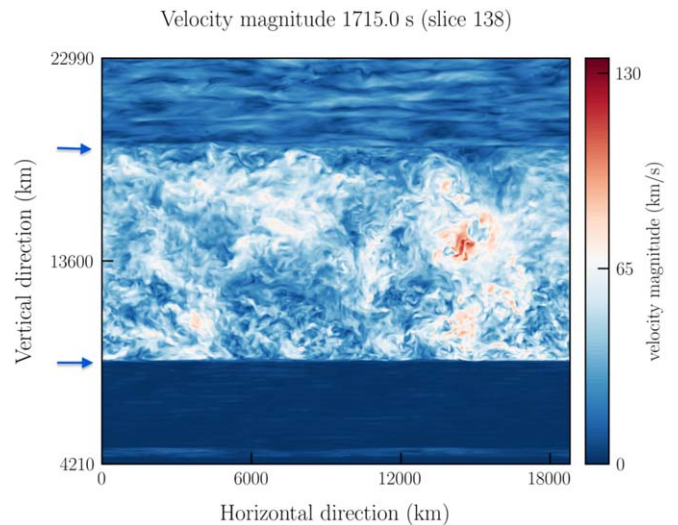 Velocity magnitude 1715.0 s (slice 138)
22990
130
Vertical direction (km)
13600
65
velocity magnitude (km/s)
4210
0
0 6000 12000 18000
Horizontal direction (km)